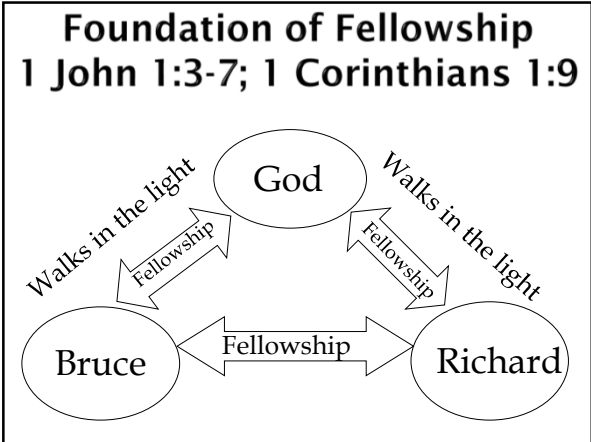 Foundation of Fellowship
1 John 1:3-7; 1 Corinthians 1:9
God
Walks in the light
Walks in the light
Fellowship
Fellowship
Bruce
Fellowship
Richard